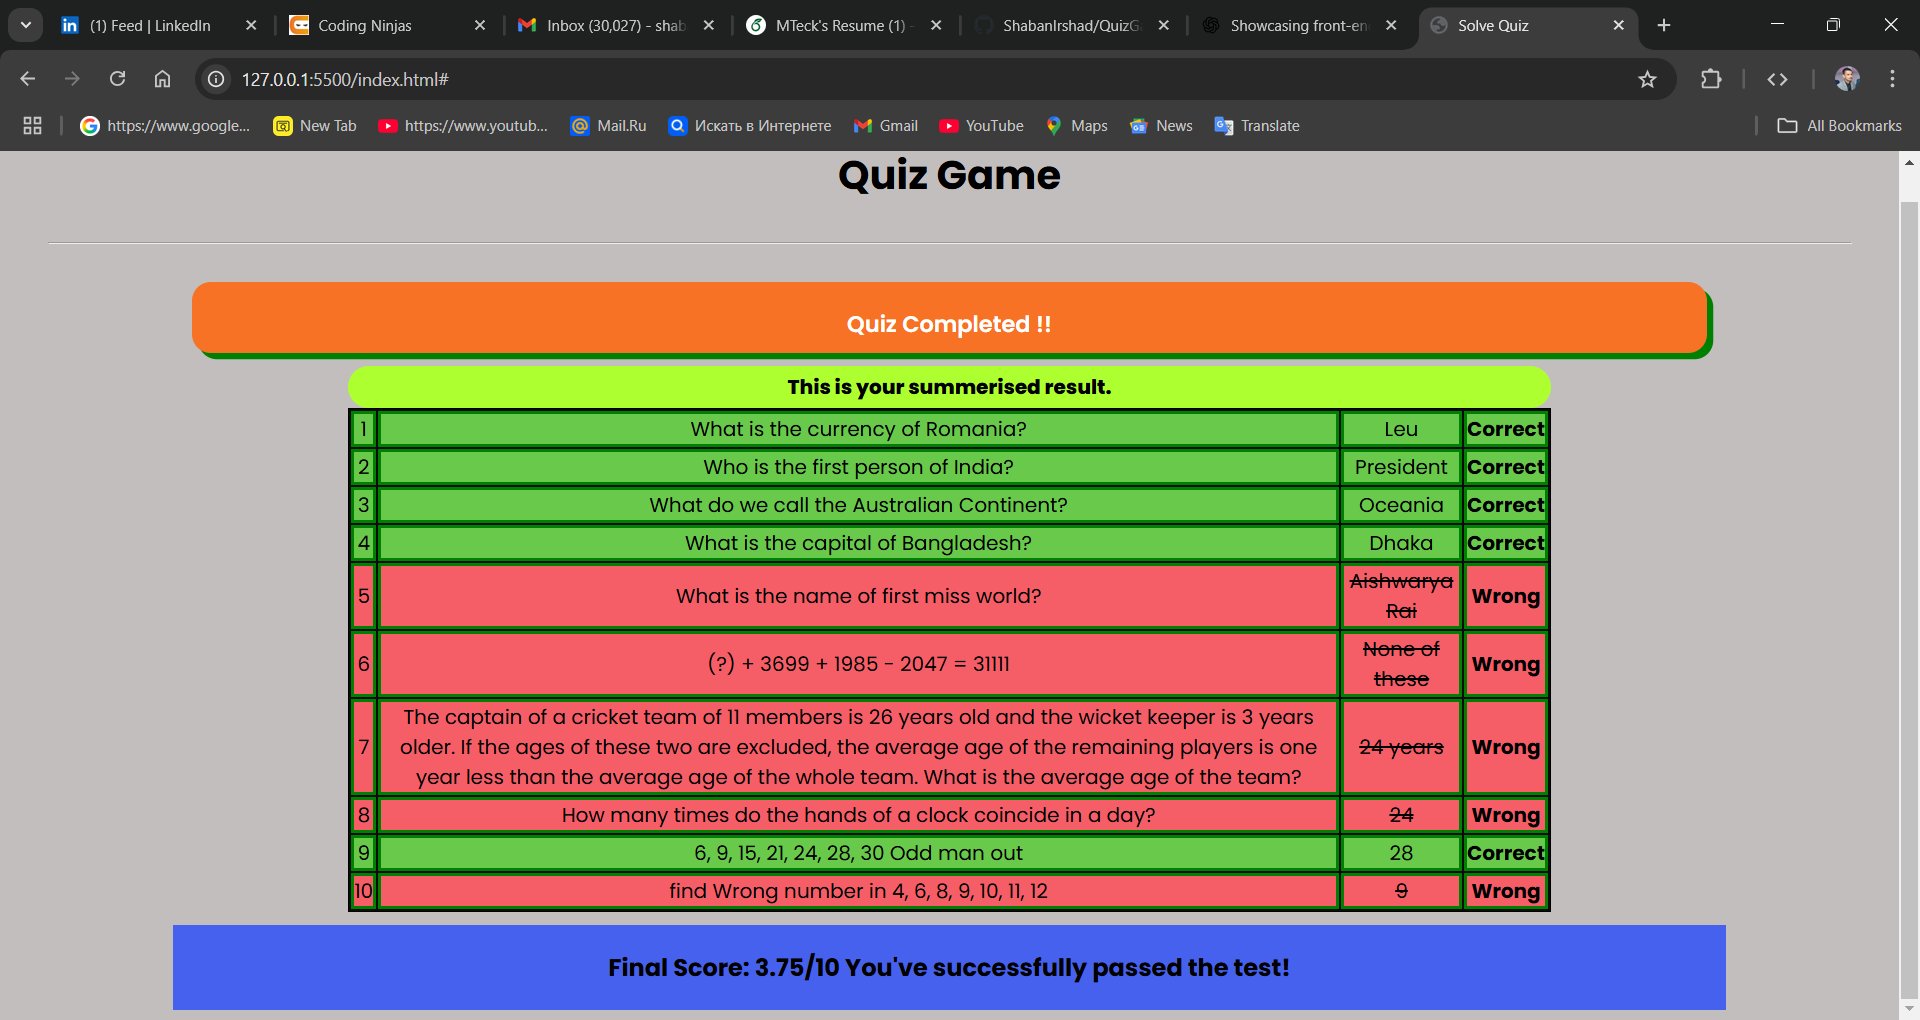 (1) Feed | LinkedIn
Coding Ninjas
Inbox (30,027) - shab
MTeck's Resume (1) -
ShabanIrshad/QuizG
Showcasing front-en
Solve Quiz
127.0.0.1:5500/index.html#
https://www.google...
New Tab
https://www.youtub...
Mail.Ru
Искать в Интернете
Gmail
YouTube
Maps
News
Translate
All Bookmarks
Quiz Game
Quiz Completed !!
This is your summerised result.
1 What is the currency of Romania? Leu Correct
2 Who is the first person of India? President Correct
3 What do we call the Australian Continent? Oceania Correct
4 What is the capital of Bangladesh? Dhaka Correct
5 What is the name of first miss world? Aishwarya Rai Wrong
6 (?) + 3699 + 1985 - 2047 = 31111 None of these Wrong
7 The captain of a cricket team of 11 members is 26 years old and the wicket keeper is 3 years
older. If the ages of these two are excluded, the average age of the remaining players is one
year less than the average age of the whole team. What is the average age of the team? 24 years Wrong
8 How many times do the hands of a clock coincide in a day? 24 Wrong
9 6, 9, 15, 21, 24, 28, 30 Odd man out 28 Correct
10 find Wrong number in 4, 6, 8, 9, 10, 11, 12 9 Wrong
Final Score: 3.75/10 You've successfully passed the test!